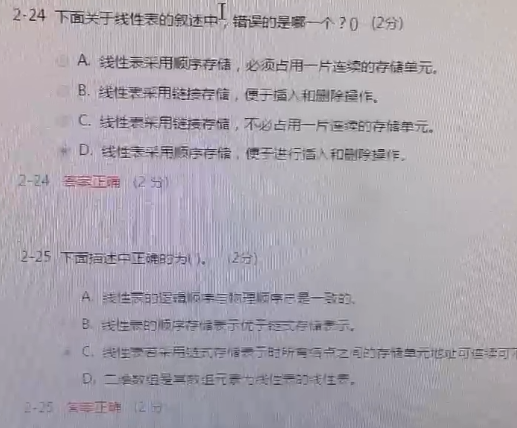 2-24 下面关于线性表的叙述中，错误的是哪一个？() (2分)
A. 线性表采用顺序存储，必须占用一片连续的存储单元。
B. 线性表采用链接存储，便于插入和删除操作。
C. 线性表采用链接存储，不必占用一片连续的存储单元。
D. 线性表采用顺序存储，便于进行插入和删除操作。
2-24 答案正确 (2 分)
2-25 下面描述中正确的为( )。 (2分)
A. 线性表的逻辑顺序与物理顺序总是一致的。
B. 线性表的顺序存储表示优于链式存储表示。
C. 线性表若采用链式存储表示时所有结点之间的存储单元地址可连续可不
D. 二维数组是其数组元素为线性表的线性表。
2-25 答案正确 (2 分